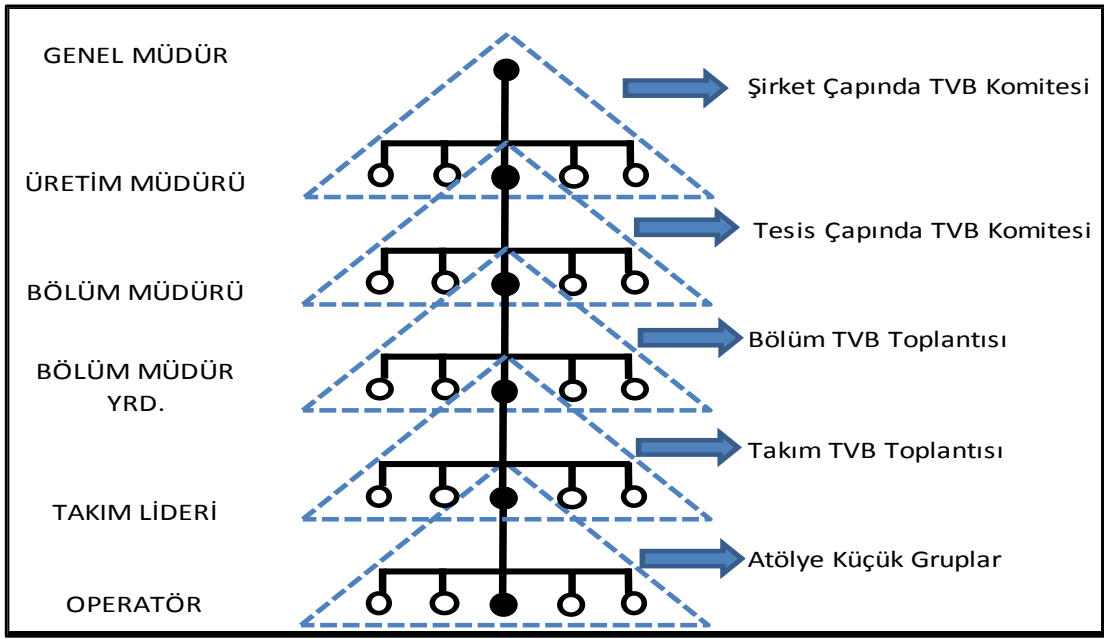 GENEL MÜDÜR
Şirket Çapında TVB Komitesi
ÜRETİM MÜDÜRÜ
Tesis Çapında TVB Komitesi
BÖLÜM MÜDÜRÜ
Bölüm TVB Toplantısı
BÖLÜM MÜDÜR
YRD.
Takım TVB Toplantısı
TAKIM LİDERİ
Atölye Küçük Gruplar
OPERATÖR